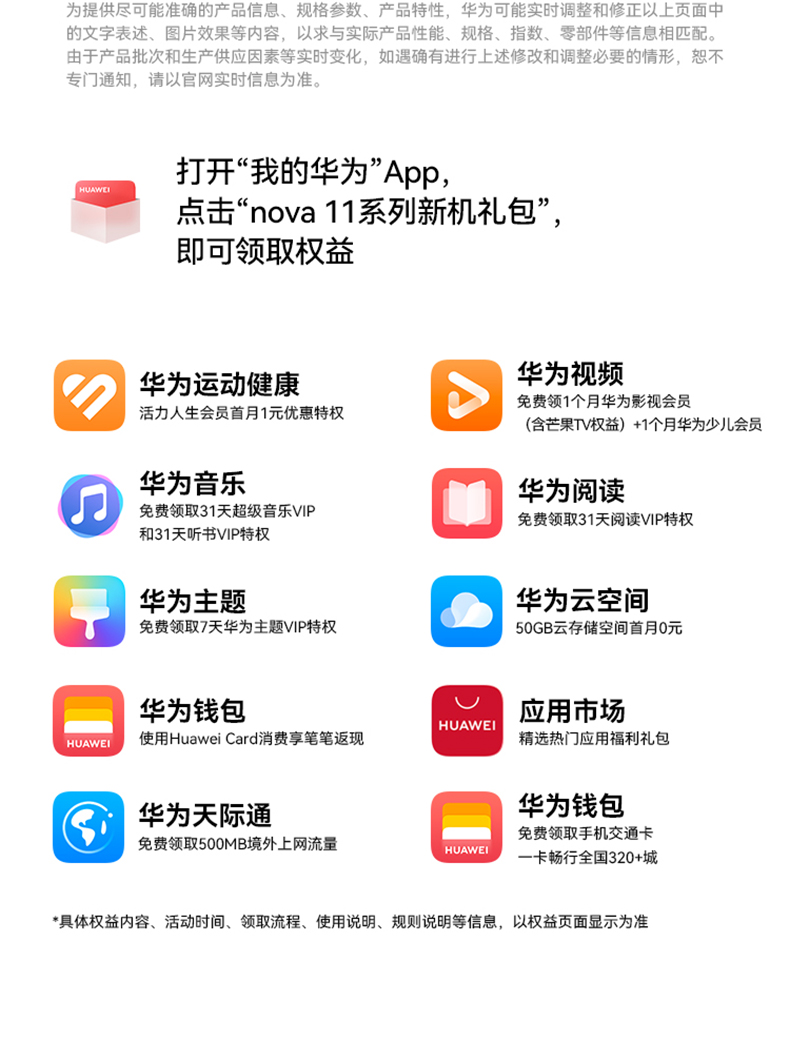 为提供尽可能准确的产品信息、规格参数、产品特性，华为可能实时调整和修正以上页面中
的文字表述、图片效果等内容，以求与实际产品性能、规格、指数、零部件等信息相匹配。
由于产品批次和生产供应因素等实时变化，如遇确有进行上述修改和调整必要的情形，恕不
专门通知，请以官网实时信息为准。
HUAWEI
打开“我的华为”App，
点击“nova 11系列新机礼包”，
即可领取权益
华为运动健康
活力人生会员首月1元优惠特权
华为视频
免费领1个月华为影视会员
（含芒果TV权益）+1个月华为少儿会员
华为音乐
免费领取31天超级音乐VIP
和31天听书VIP特权
华为阅读
免费领取31天阅读VIP特权
华为主题
免费领取7天华为主题VIP特权
华为云空间
50GB云存储空间首月0元
HUAWEI
华为钱包
使用Huawei Card消费享笔笔返现
HUAWEI
应用市场
精选热门应用福利礼包
华为天际通
免费领取500MB境外上网流量
HUAWEI
华为钱包
免费领取手机交通卡
一卡畅行全国320+城
*具体权益内容、活动时间、领取流程、使用说明、规则说明等信息，以权益页面显示为准